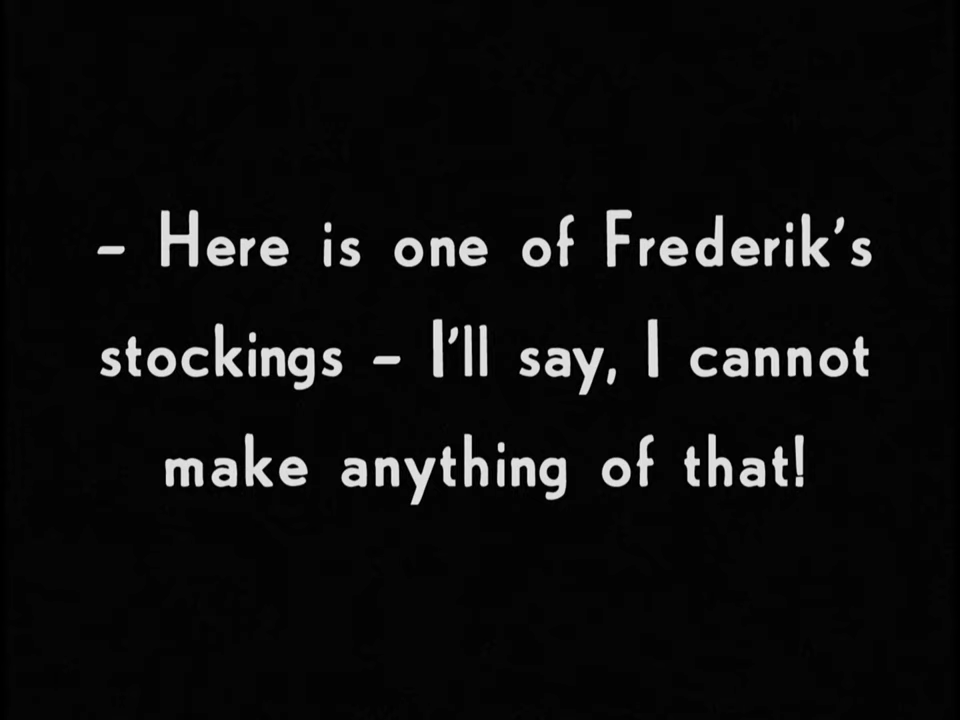 – Here is one of Frederik’s
stockings – I’ll say, I cannot
make anything of that!